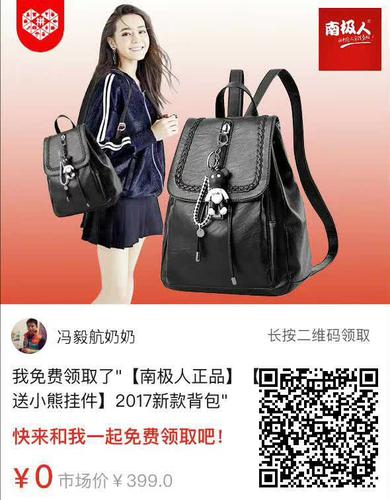 拼
南极人
冯毅航奶奶
长按二维码领取
我免费领取了"【南极人正品】
送小熊挂件】2017新款背包"
快来和我一起免费领取吧！
¥0 市场价¥399.0